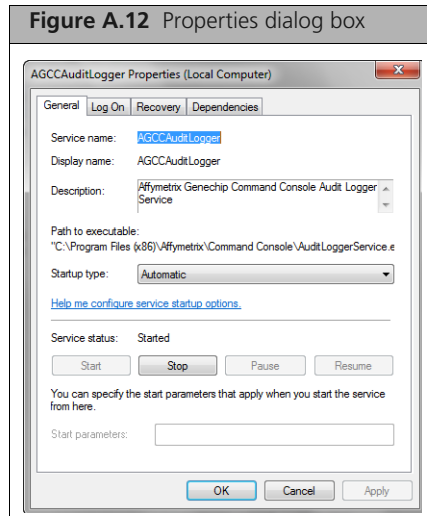 Figure A.12 Properties dialog box
AGCCAuditLogger Properties (Local Computer)
General Log On Recovery Dependencies
Service name: AGCCAuditLogger
Display name: AGCCAuditLogger
Description: Affymetrix Genechip Command Console Audit Logger
Service
Path to executable:
"C:\Program Files (x86)\Affymetrix\Command Console\AuditLoggerService.e
Startup type: Automatic
Help me configure service startup options.
Service status: Started
Start Stop Pause Resume
You can specify the start parameters that apply when you start the service
from here.
Start parameters:
OK Cancel Apply